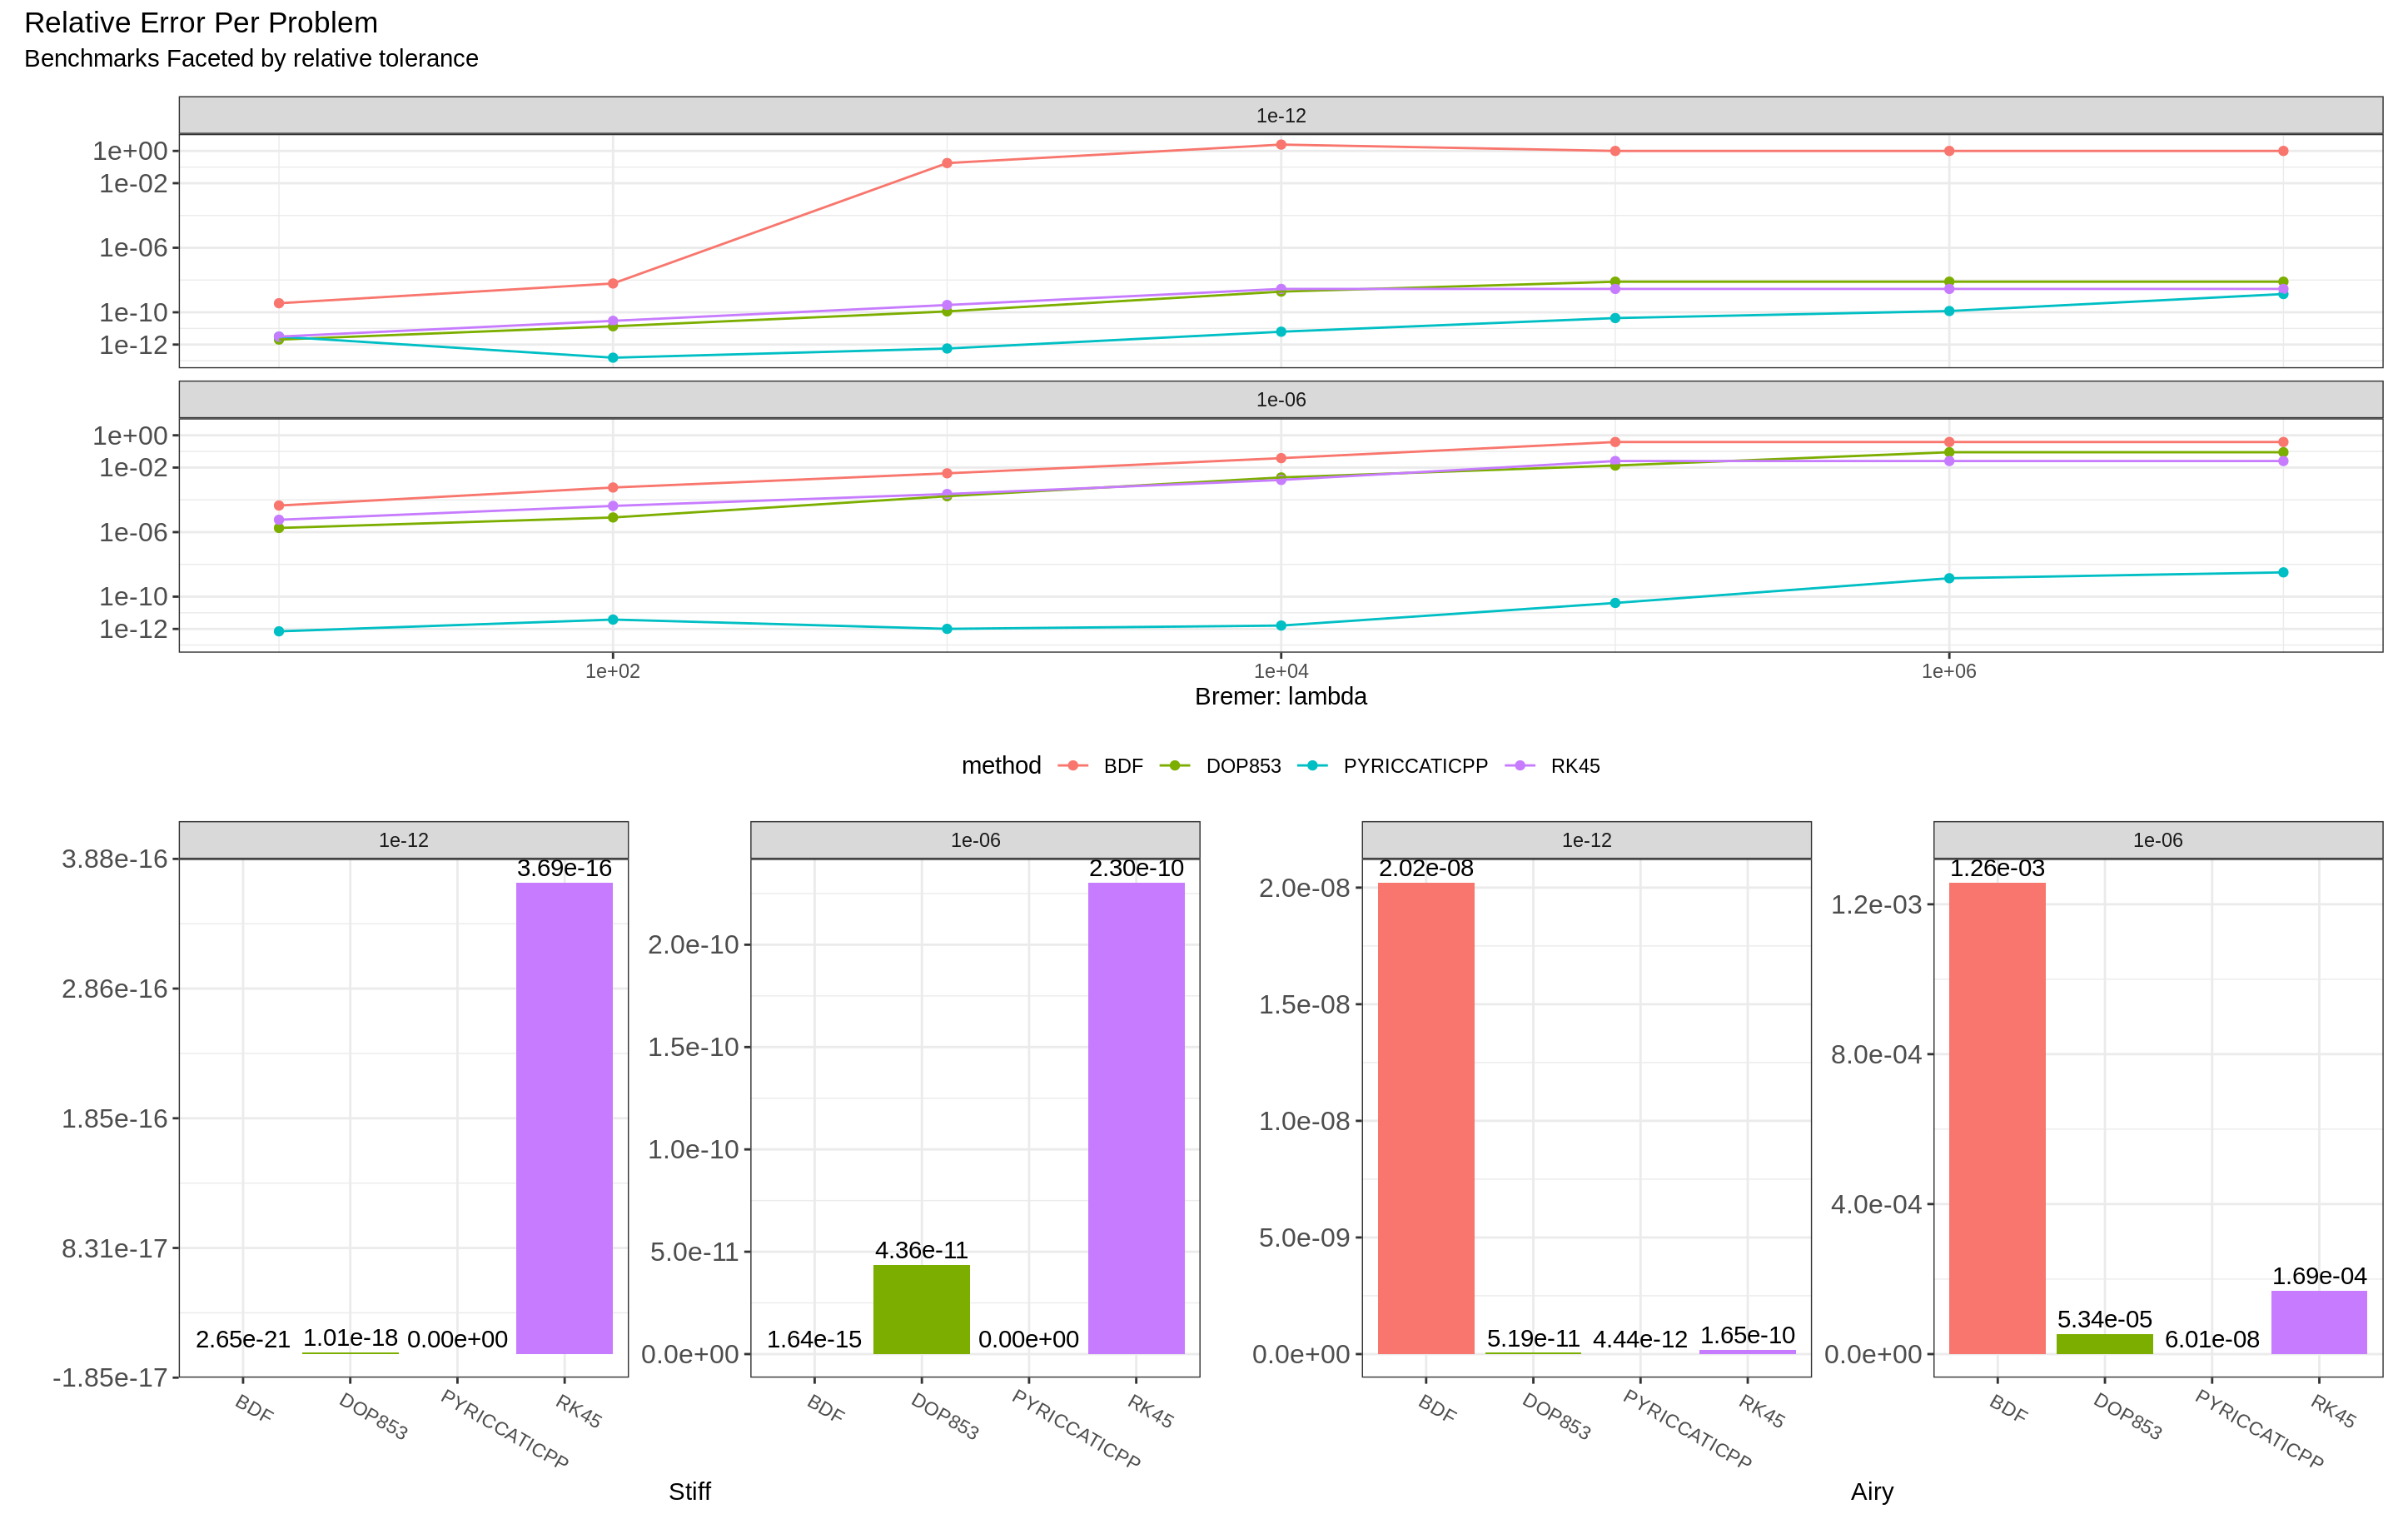 Relative Error Per Problem
Benchmarks Faceted by relative tolerance
1e-12
1e+00
1e-02
1e-06
1e-10
1e-12
1e-06
1e+00
1e-02
1e-06
1e-10
1e-12
1e+02 1e+04 1e+06
Bremer: lambda
method BDF DOP853 PYRICCATICPP RK45
1e-12
3.88e-16
2.86e-16
1.85e-16
8.31e-17
-1.85e-17
3.69e-16
2.65e-21 1.01e-18 0.00e+00
BDF DOP853 PYRICCATICPP RK45
1e-06
2.0e-10
1.5e-10
1.0e-10
5.0e-11
0.0e+00
2.30e-10
4.36e-11
1.64e-15 0.00e+00
BDF DOP853 PYRICCATICPP RK45
Stiff
1e-12
2.0e-08
1.5e-08
1.0e-08
5.0e-09
0.0e+00
2.02e-08
5.19e-11 4.44e-12 1.65e-10
BDF DOP853 PYRICCATICPP RK45
1e-06
1.2e-03
8.0e-04
4.0e-04
0.0e+00
1.26e-03
1.69e-04
5.34e-05 6.01e-08
BDF DOP853 PYRICCATICPP RK45
Airy